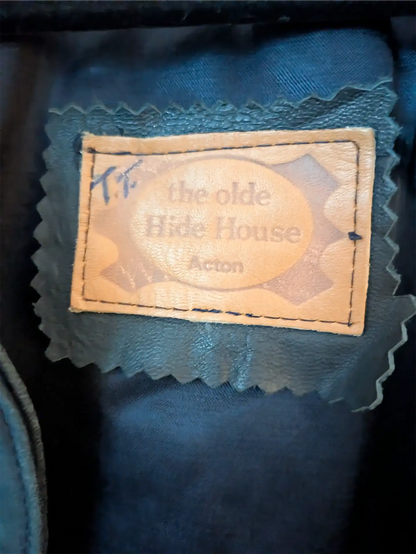 T.T.
the olde
Hide House
Acton